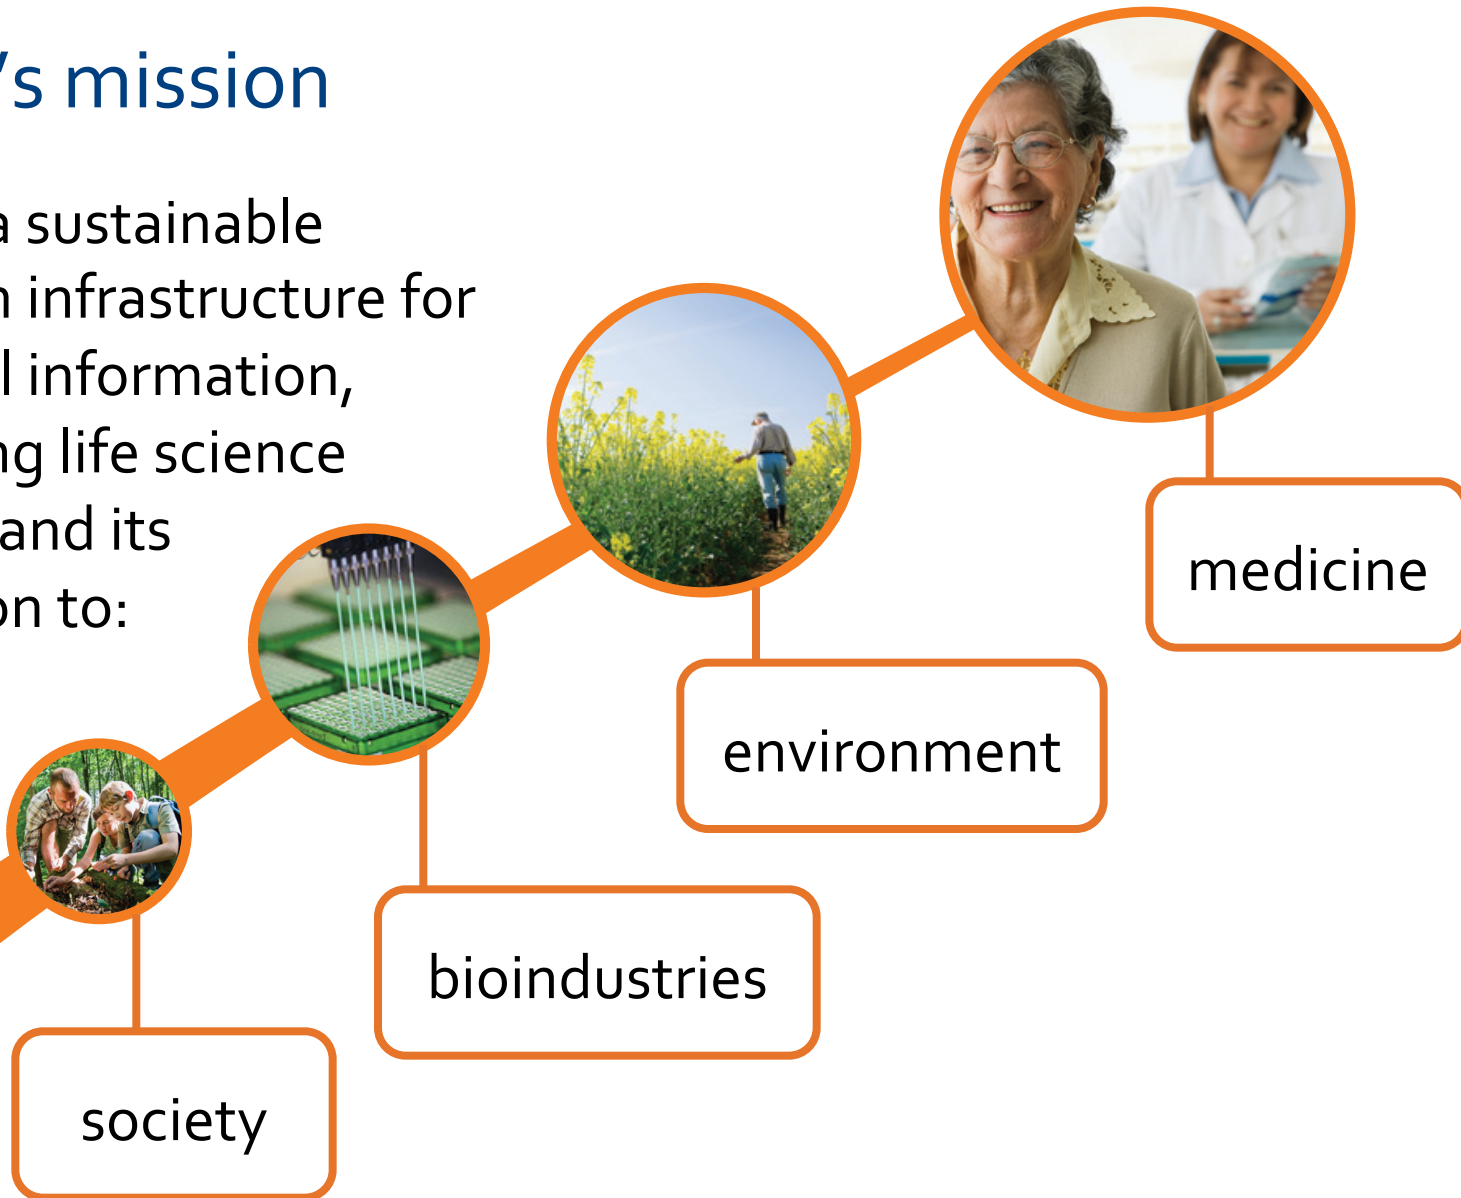 's mission
a sustainable
n infrastructure for
l information,
ng life science
and its
on to:
medicine
environment
bioindustries
society